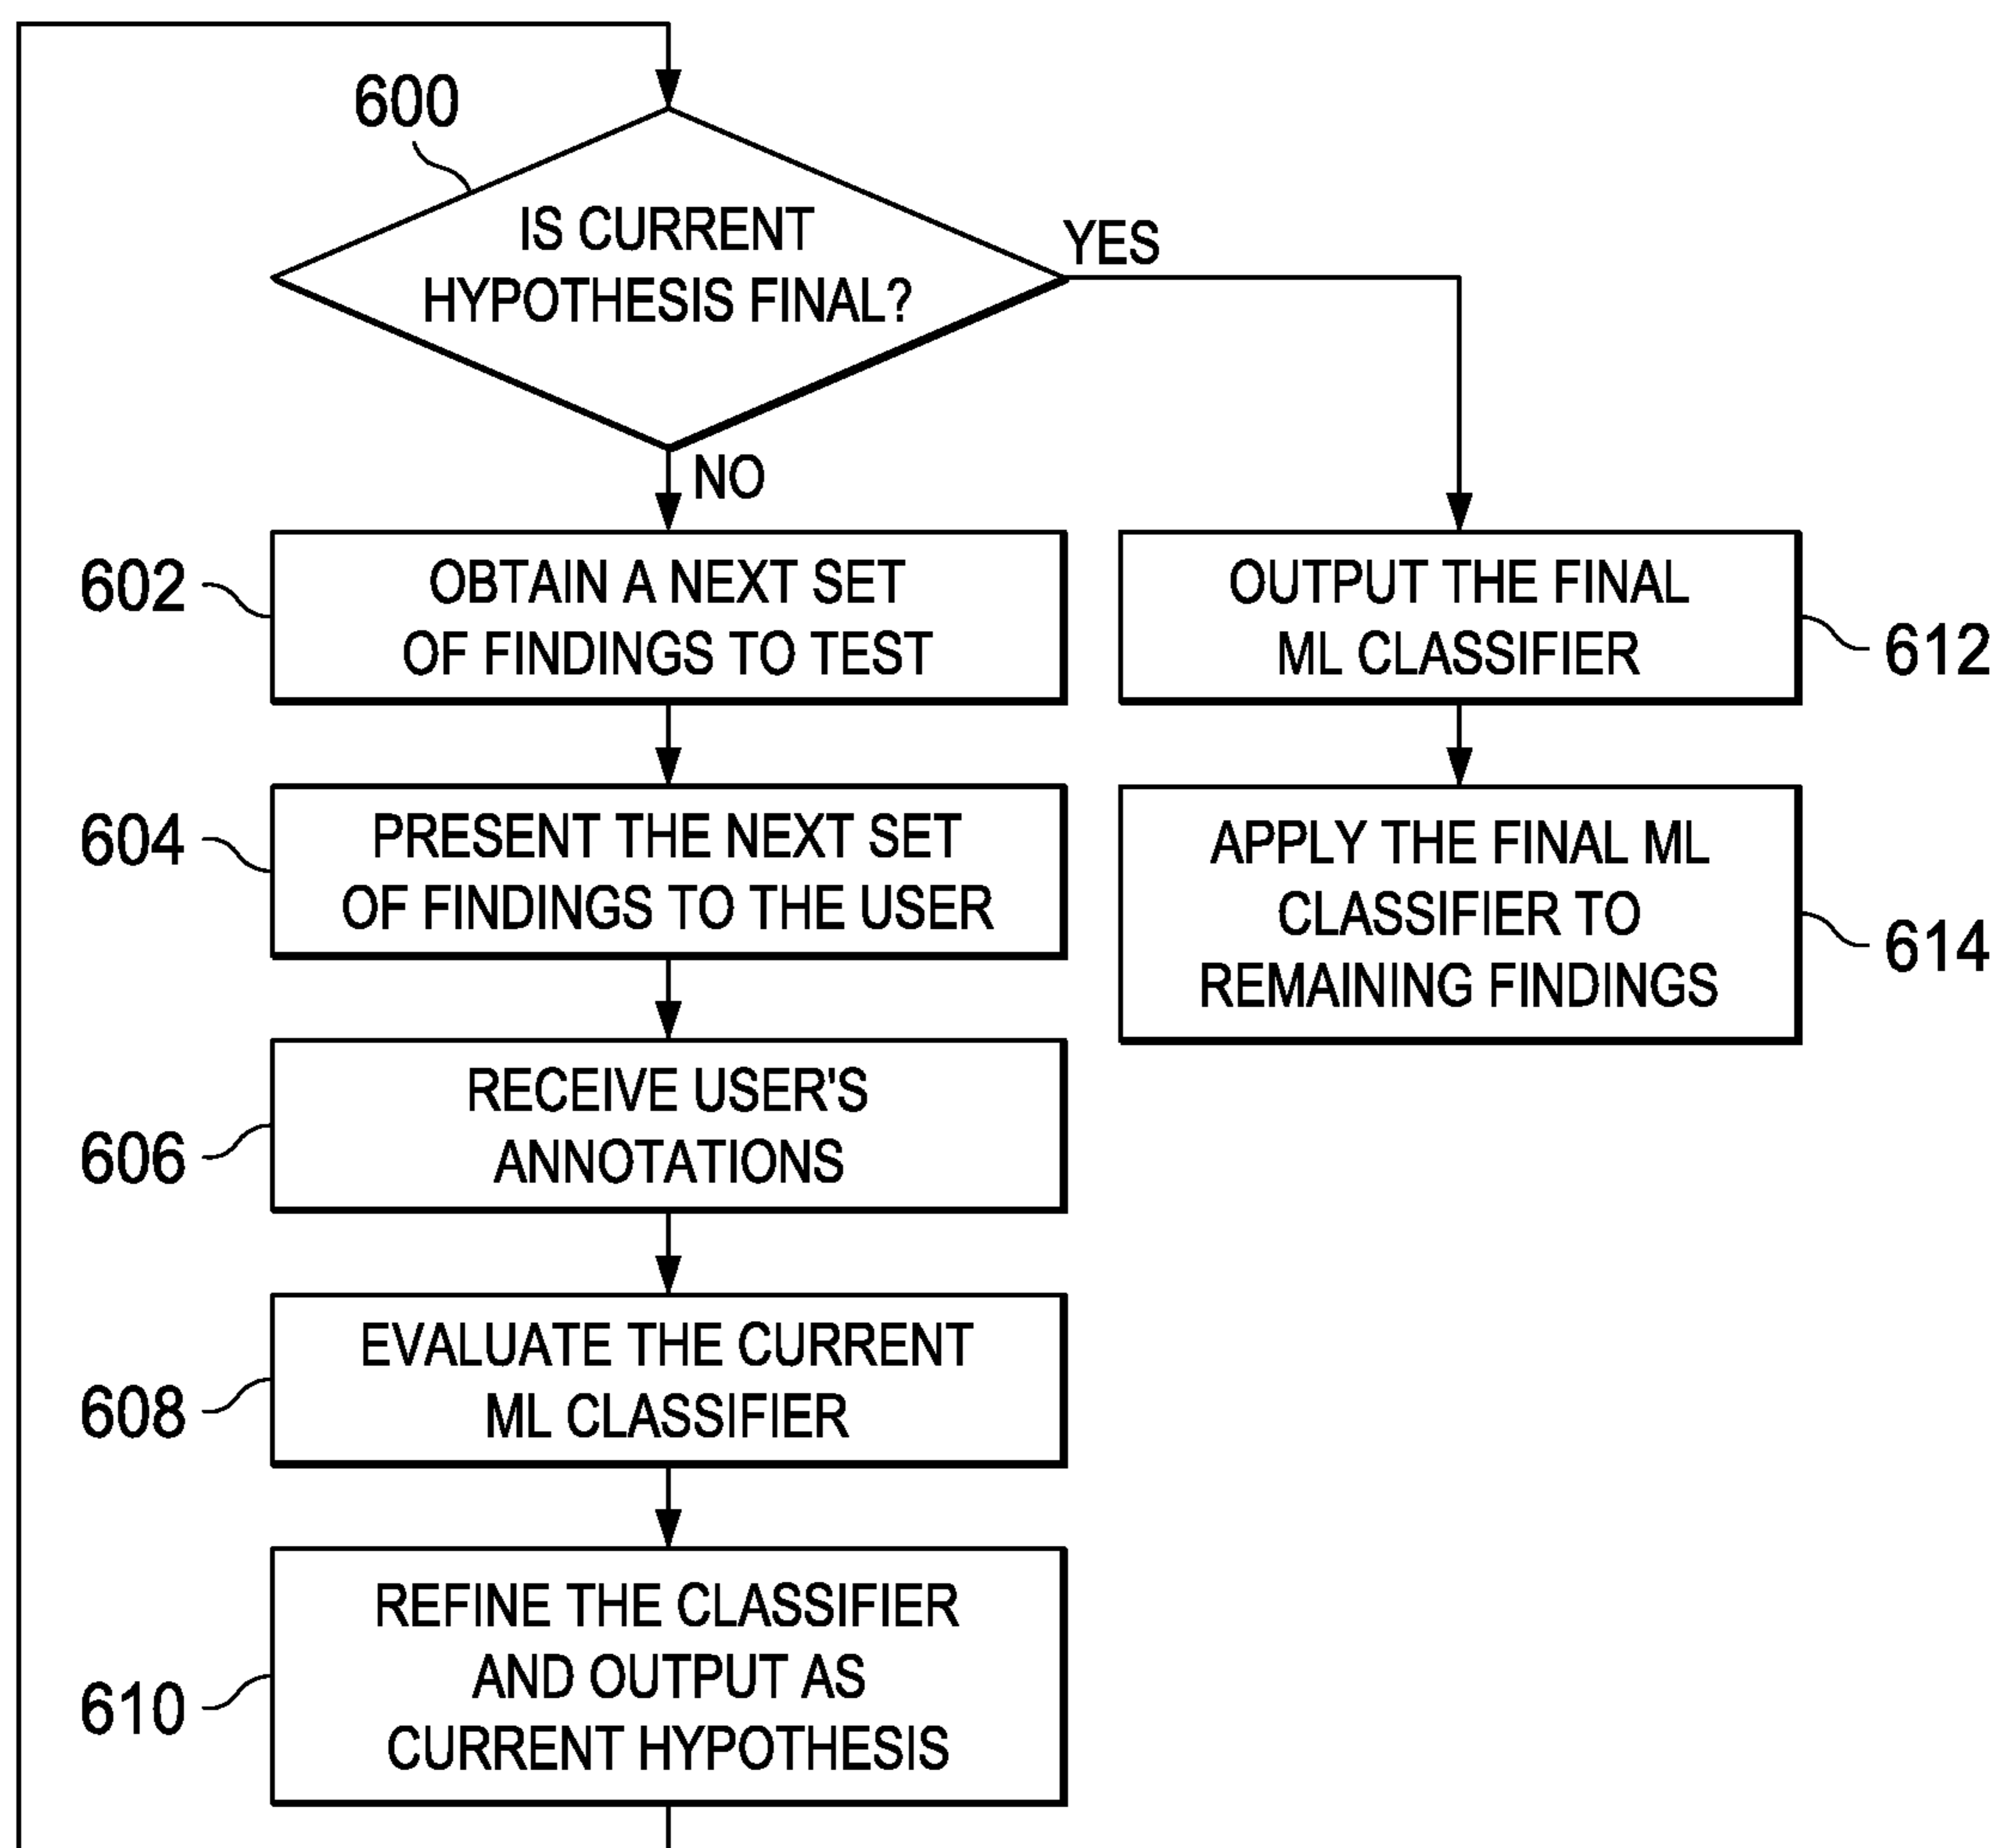 600
IS CURRENT
HYPOTHESIS FINAL?
YES
NO
602
OBTAIN A NEXT SET
OF FINDINGS TO TEST
OUTPUT THE FINAL
ML CLASSIFIER
612
604
PRESENT THE NEXT SET
OF FINDINGS TO THE USER
APPLY THE FINAL ML
CLASSIFIER TO
REMAINING FINDINGS
614
606
RECEIVE USER'S
ANNOTATIONS
608
EVALUATE THE CURRENT
ML CLASSIFIER
610
REFINE THE CLASSIFIER
AND OUTPUT AS
CURRENT HYPOTHESIS